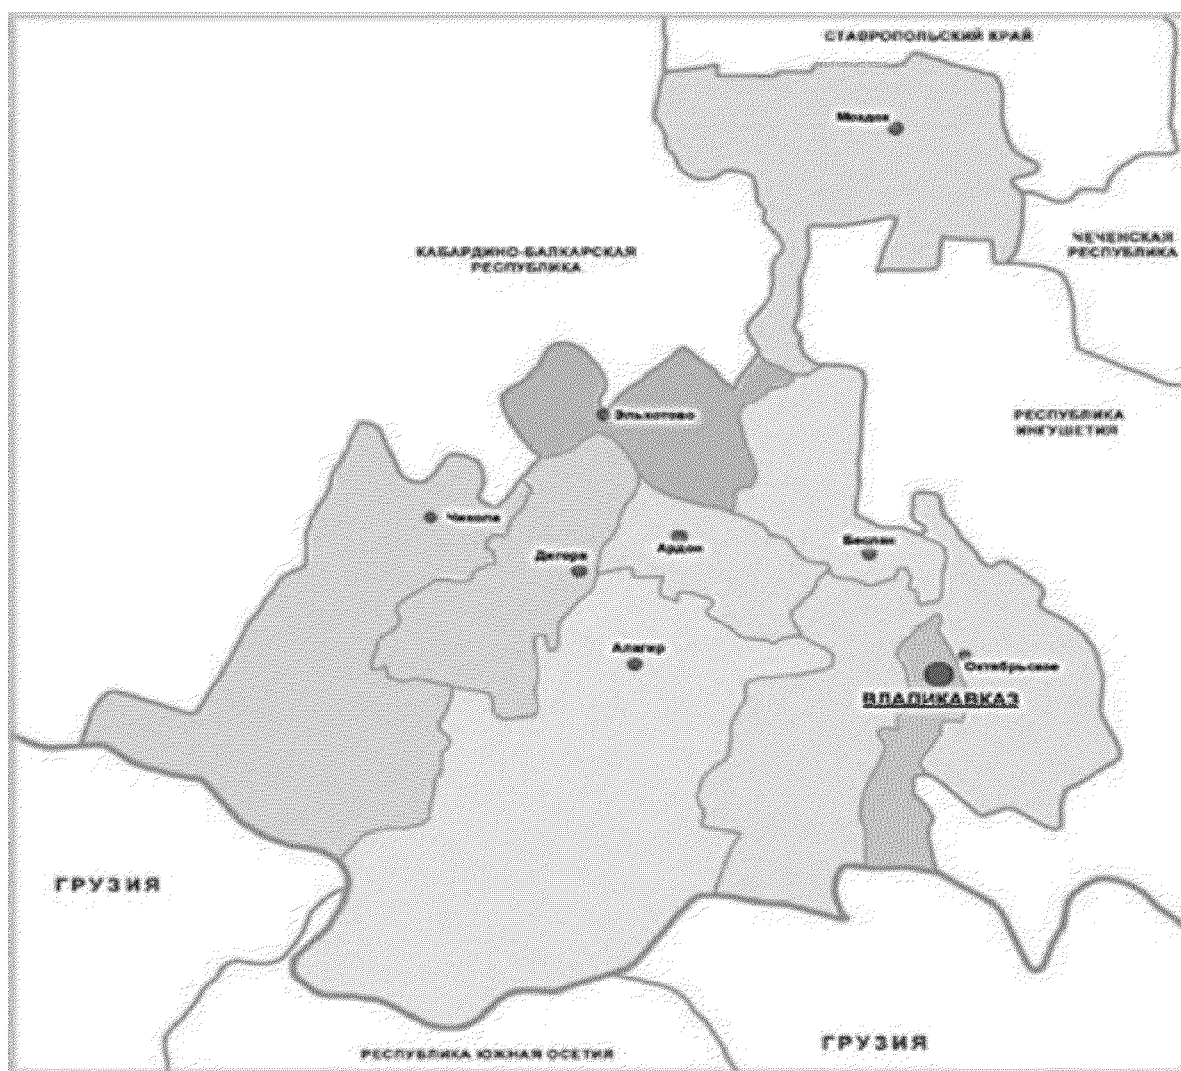 СТАВРОПОЛЬСКИЙ КРАЙ
Моздок
ЧЕЧЕНСКАЯ
РЕСПУБЛИКА
КАБАРДИНО-БАЛКАРСКАЯ
РЕСПУБЛИКА
Эльхотово
РЕСПУБЛИКА
ИНГУШЕТИЯ
Чикола
Дигора
Ардон
Беслан
Алагир
Октябрьское
ВЛАДИКАВКАЗ
ГРУЗИЯ
РЕСПУБЛИКА ЮЖНАЯ ОСЕТИЯ
ГРУЗИЯ